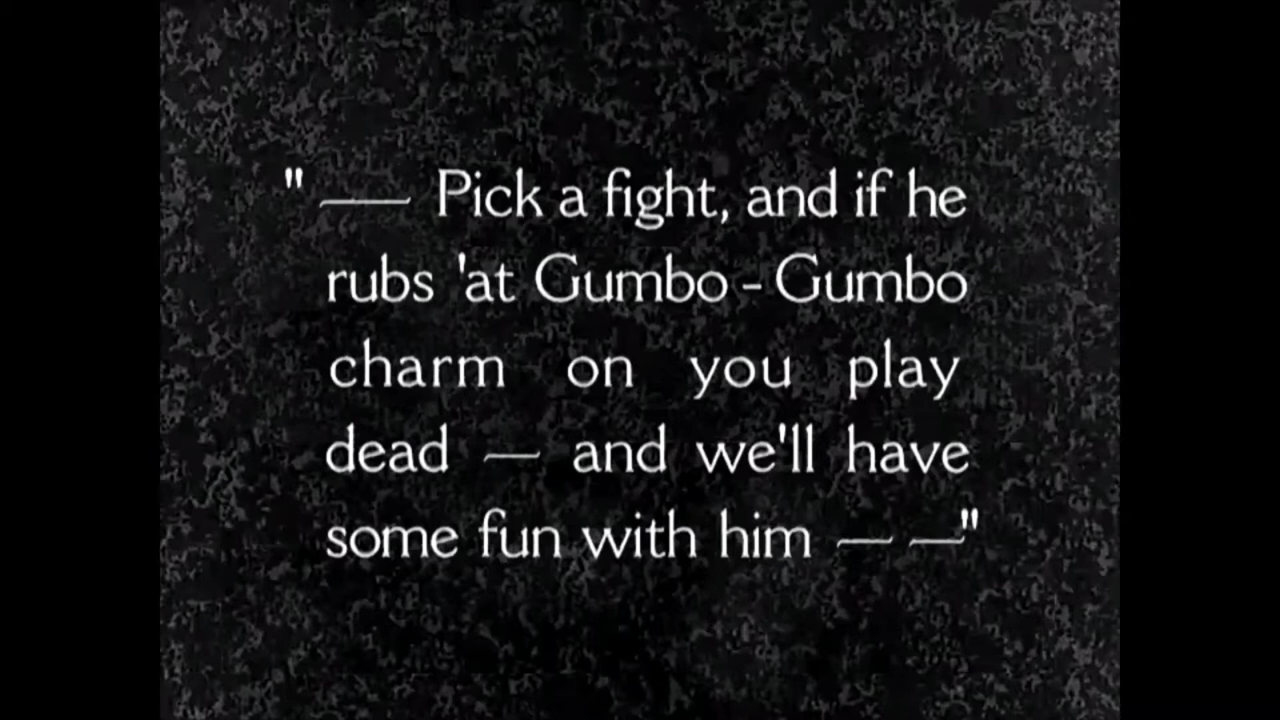 " — Pick a fight, and if he
rubs 'at Gumbo - Gumbo
charm on you play
dead — and we'll have
some fun with him — —"